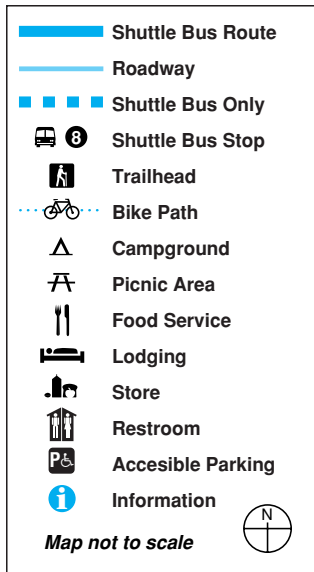 Shuttle Bus Route
Roadway
Shuttle Bus Only
8 Shuttle Bus Stop
Trailhead
Bike Path
Campground
Picnic Area
Food Service
Lodging
Store
Restroom
P Accesible Parking
i Information
N
Map not to scale